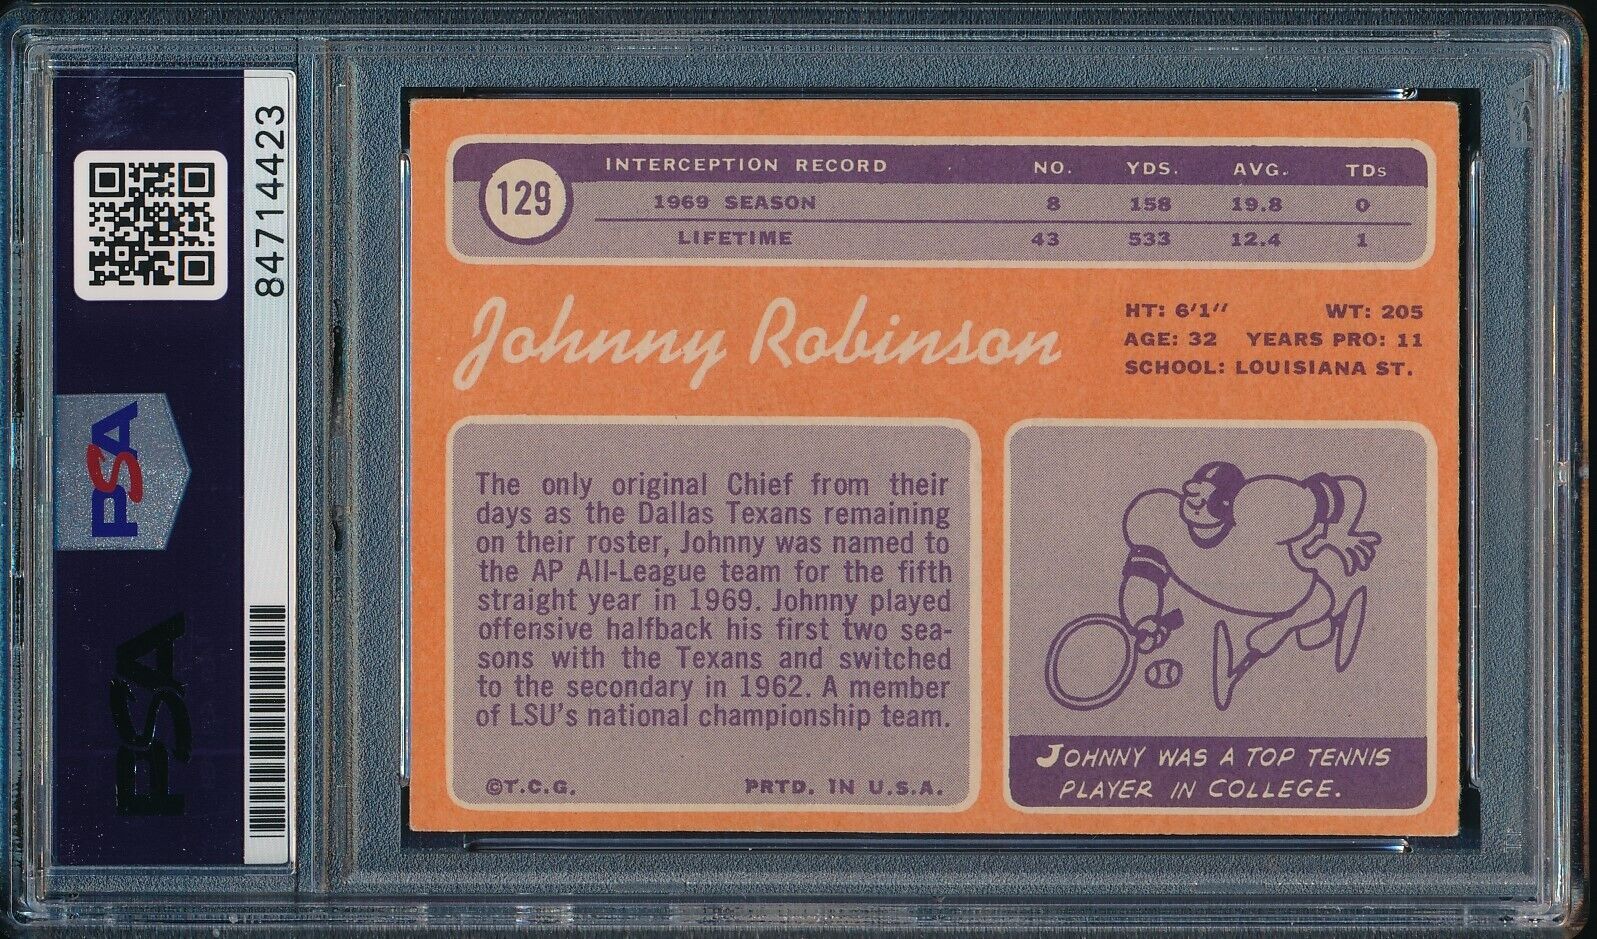 84714423
PSA
PSA
129
INTERCEPTION RECORD NO. YDS. AVG. TDs
1969 SEASON 8 158 19.8 0
LIFETIME 43 533 12.4 1
Johnny Robinson
HT: 6'1" WT: 205
AGE: 32 YEARS PRO: 11
SCHOOL: LOUISIANA ST.
The only original Chief from their
days as the Dallas Texans remaining
on their roster, Johnny was named to
the AP All-League team for the fifth
straight year in 1969. Johnny played
offensive halfback his first two sea-
sons with the Texans and switched
to the secondary in 1962. A member
of LSU's national championship team.
©T.C.G. PRTD. IN U.S.A.
JOHNNY WAS A TOP TENNIS
PLAYER IN COLLEGE.